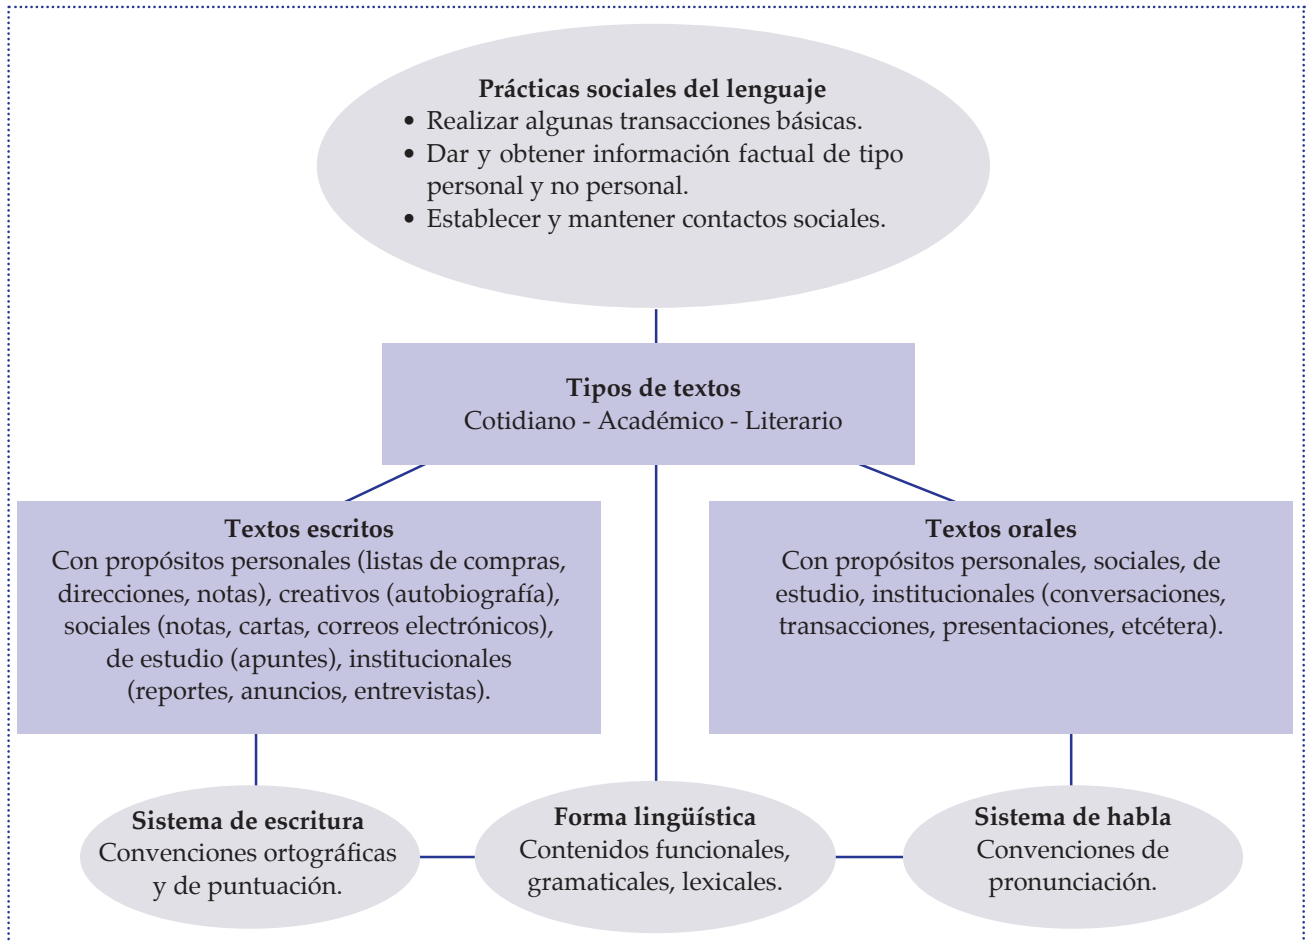 Prácticas sociales del lenguaje
• Realizar algunas transacciones básicas.
• Dar y obtener información factual de tipo
personal y no personal.
• Establecer y mantener contactos sociales.
Tipos de textos
Cotidiano - Académico - Literario
Textos escritos
Con propósitos personales (listas de compras,
direcciones, notas), creativos (autobiografía),
sociales (notas, cartas, correos electrónicos),
de estudio (apuntes), institucionales
(reportes, anuncios, entrevistas).
Textos orales
Con propósitos personales, sociales, de
estudio, institucionales (conversaciones,
transacciones, presentaciones, etcétera).
Sistema de escritura
Convenciones ortográficas
y de puntuación.
Forma lingüística
Contenidos funcionales,
gramaticales, lexicales.
Sistema de habla
Convenciones de
pronunciación.